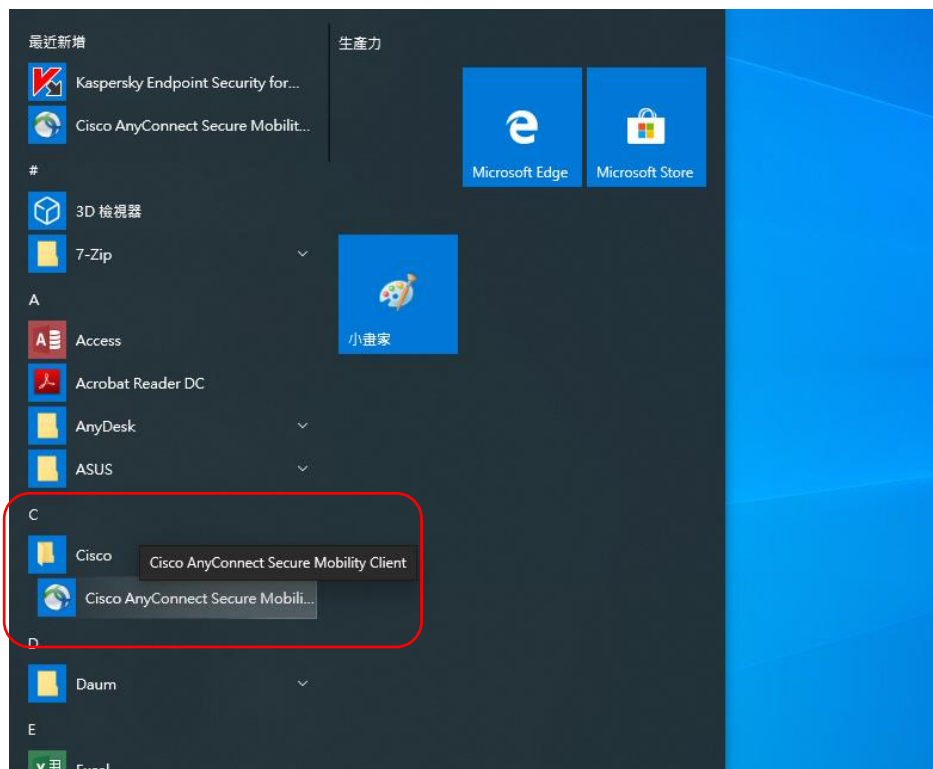 最近新增
Kaspersky Endpoint Security for...
Cisco AnyConnect Secure Mobilit...
#
3D 檢視器
7-Zip
A
Access
Acrobat Reader DC
AnyDesk
ASUS
C
Cisco
Cisco AnyConnect Secure Mobility Client
Cisco AnyConnect Secure Mobili...
D
Daum
E
Excel
生產力
Microsoft Edge
Microsoft Store
小畫家